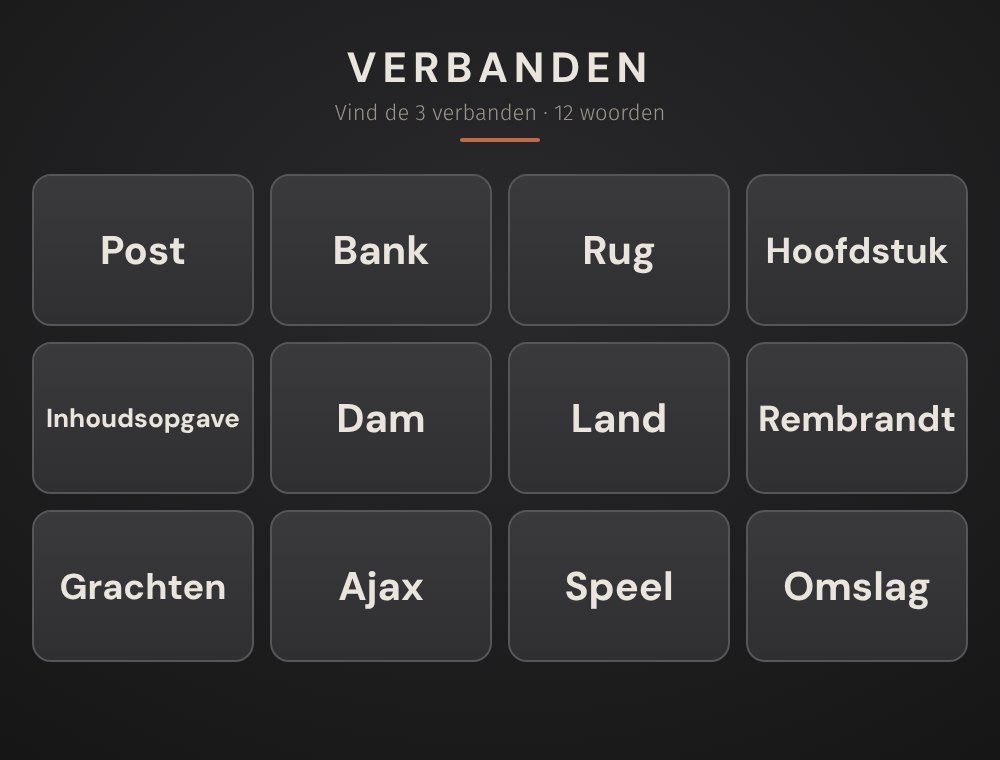 VERBANDEN
Vind de 3 verbanden · 12 woorden
Post Bank Rug Hoofdstuk
Inhoudsopgave Dam Land Rembrandt
Grachten Ajax Speel Omslag